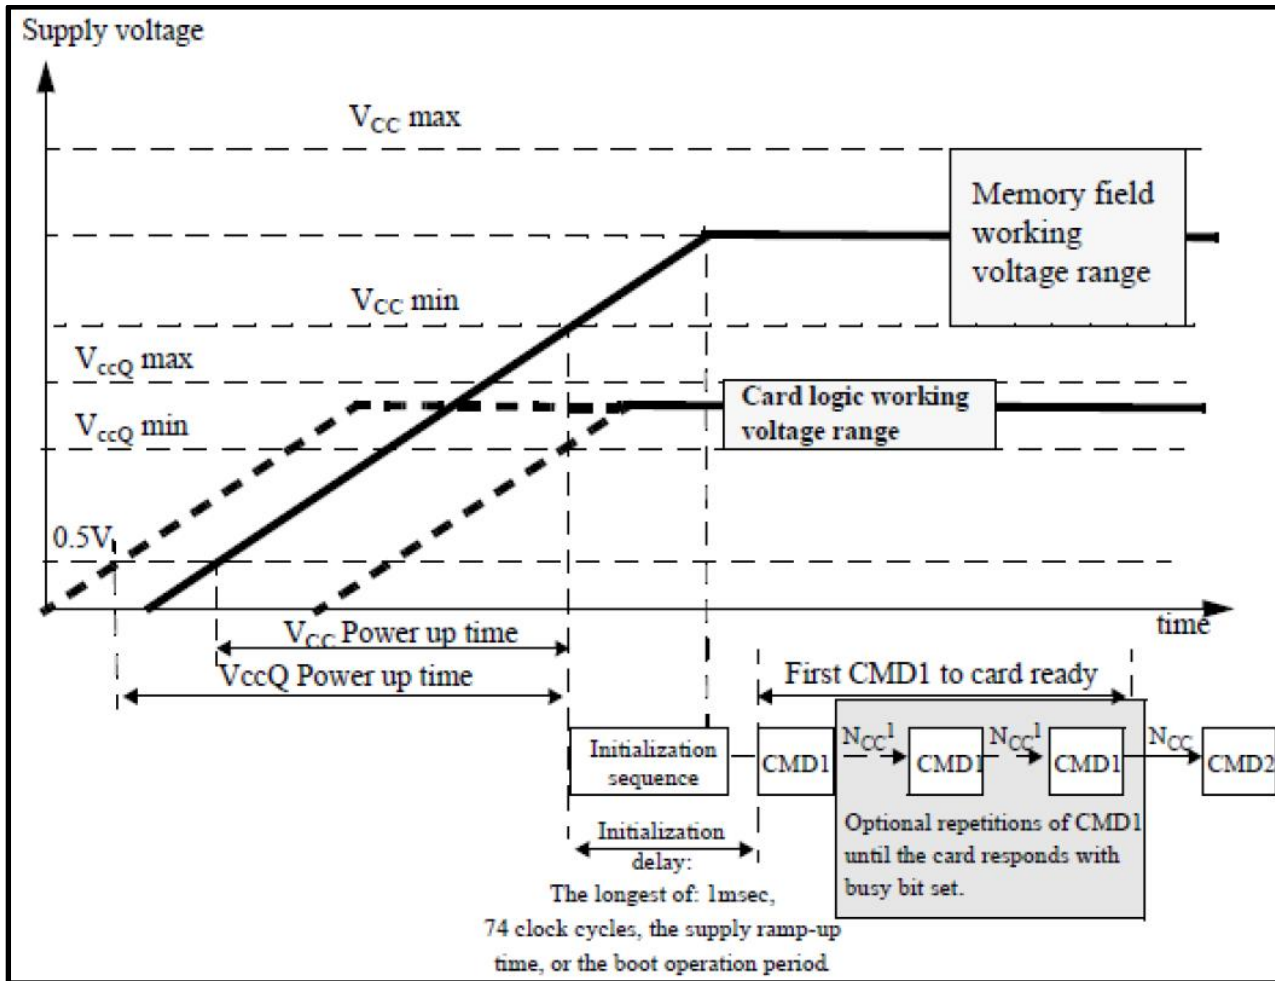 Supply voltage
VCC max
Memory field
working
voltage range
VCC min
VccQ max
Card logic working
voltage range
VccQ min
0.5V
time
VCC Power up time
VccQ Power up time
First CMD1 to card ready
Initialization
sequence
CMD1
NCC1
CMD1
NCC1
CMD1
NCC
CMD2
Optional repetitions of CMD1
until the card responds with
busy bit set.
Initialization
delay:
The longest of: 1msec,
74 clock cycles, the supply ramp-up
time, or the boot operation period